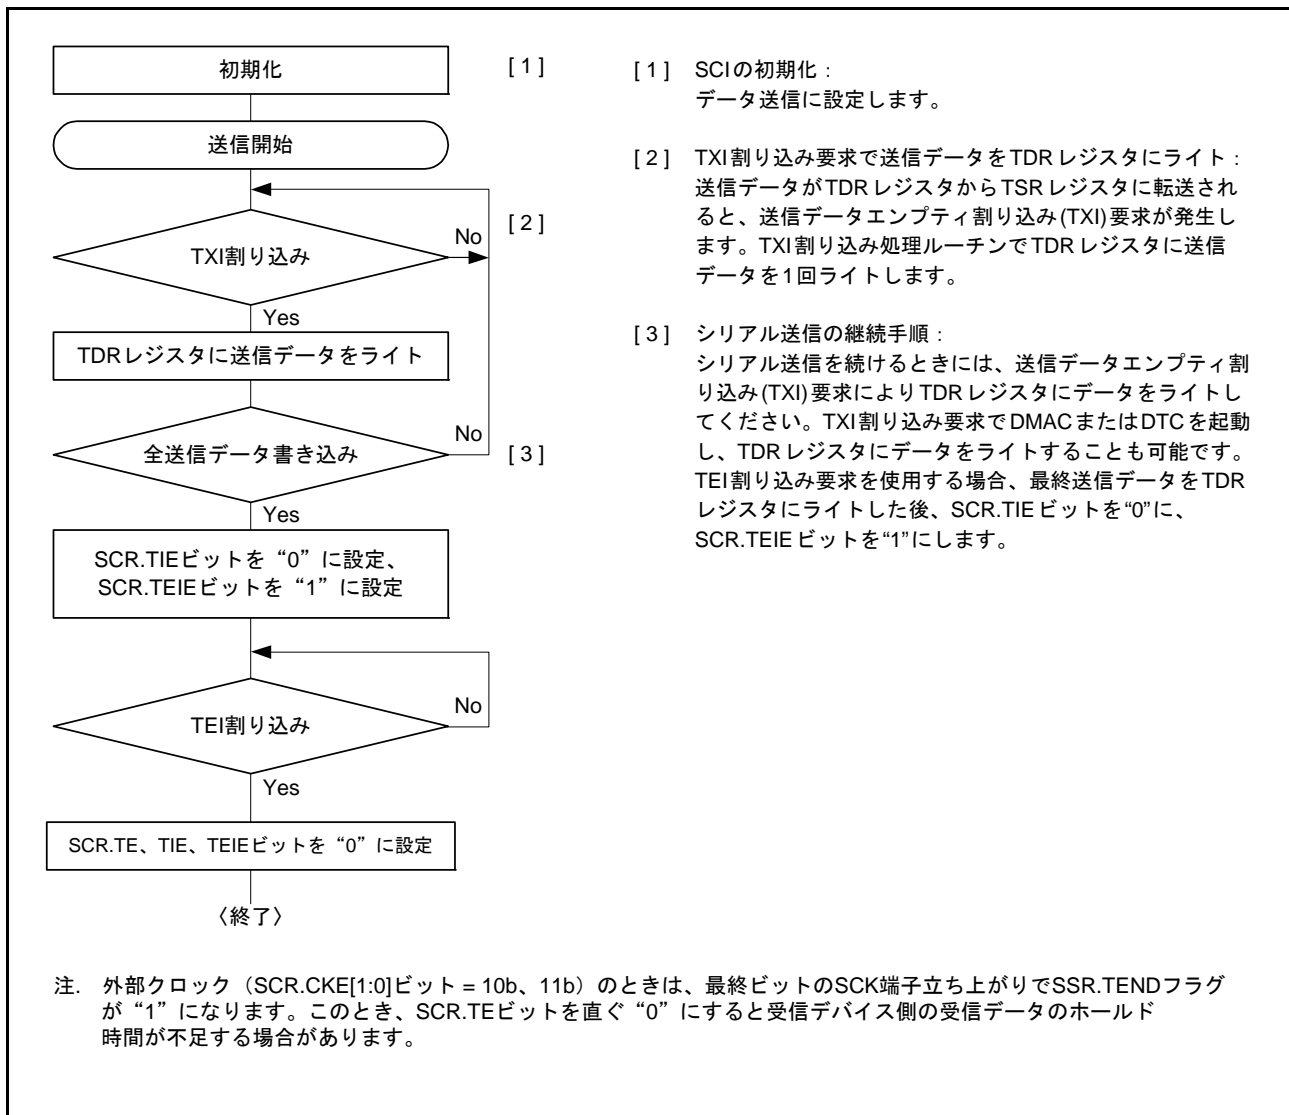 初期化
[1]
送信開始
TXI割り込み
No
[2]
Yes
TDRレジスタに送信データをライト
全送信データ書き込み
No
[3]
Yes
SCR.TIEビットを“0”に設定、
SCR.TEIEビットを“1”に設定
TEI割り込み
No
Yes
SCR.TE、TIE、TEIEビットを“0”に設定
〈終了〉
[1] SCIの初期化：
データ送信に設定します。
[2] TXI割り込み要求で送信データをTDRレジスタにライト：
送信データがTDRレジスタからTSRレジスタに転送され
ると、送信データエンプティ割り込み(TXI)要求が発生し
ます。TXI割り込み処理ルーチンでTDRレジスタに送信
データを1回ライトします。
[3] シリアル送信の継続手順：
シリアル送信を続けるときには、送信データエンプティ割
り込み(TXI)要求によりTDRレジスタにデータをライトし
てください。TXI割り込み要求でDMACまたはDTCを起動
し、TDRレジスタにデータをライトすることも可能です。
TEI割り込み要求を使用する場合、最終送信データをTDR
レジスタにライトした後、SCR.TIEビットを“0”に、
SCR.TEIEビットを“1”にします。
注. 外部クロック（SCR.CKE[1:0]ビット = 10b、11b）のときは、最終ビットのSCK端子立ち上がりでSSR.TENDフラグ
が“1”になります。このとき、SCR.TEビットを直ぐ“0”にすると受信デバイス側の受信データのホールド
時間が不足する場合があります。